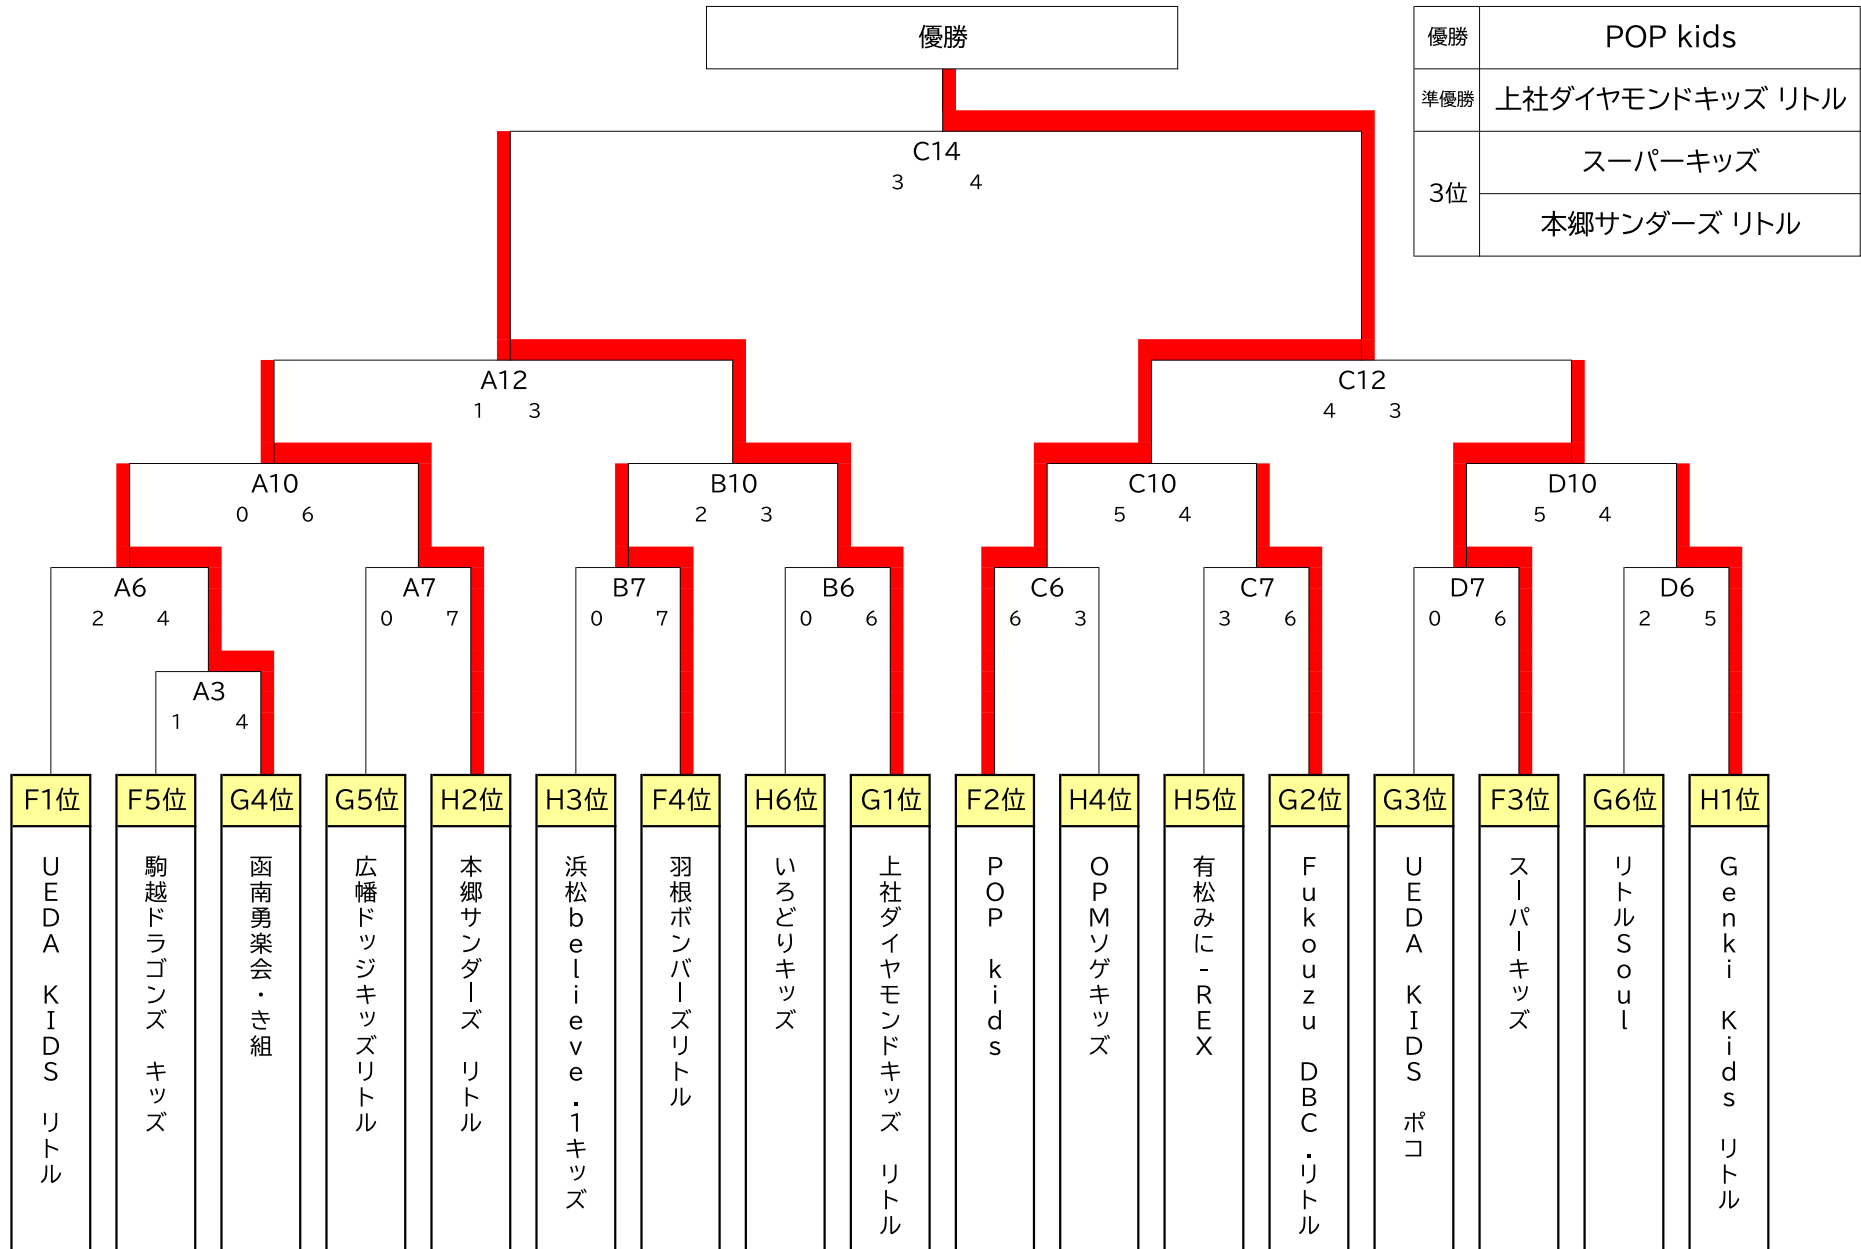 優勝
優勝 POP kids
準優勝 上社ダイヤモンドキッズ リトル
3位
スーパーキッズ
本郷サンダーズ リトル
C14
3 4
A12 C12
1 3 4 3
A10 B10 C10 D10
0 6 2 3 5 4 5 4
A6 A7 B7 B6 C6 C7 D7 D6
2 4 0 7 0 7 0 6 6 3 3 6 0 6 2 5
A3
1 4
F1位 F5位 G4位 G5位 H2位 H3位 F4位 H6位 G1位 F2位 H4位 H5位 G2位 G3位 F3位 G6位 H1位
UEDA KIDS リトル
駒越ドラゴンズ キッズ
函南勇楽会・き組
広幡ドッジキッズリトル
本郷サンダーズ リトル
浜松believe.1キッズ
羽根ボンバーズリトル
いろどりキッズ
上社ダイヤモンドキッズ リトル
POP kids
OPMソゲキッズ
有松みに-REX
Fukouzu DBC.リトル
UEDA KIDS ポコ
スーパーキッズ
リトルSoul
Genki Kids リトル